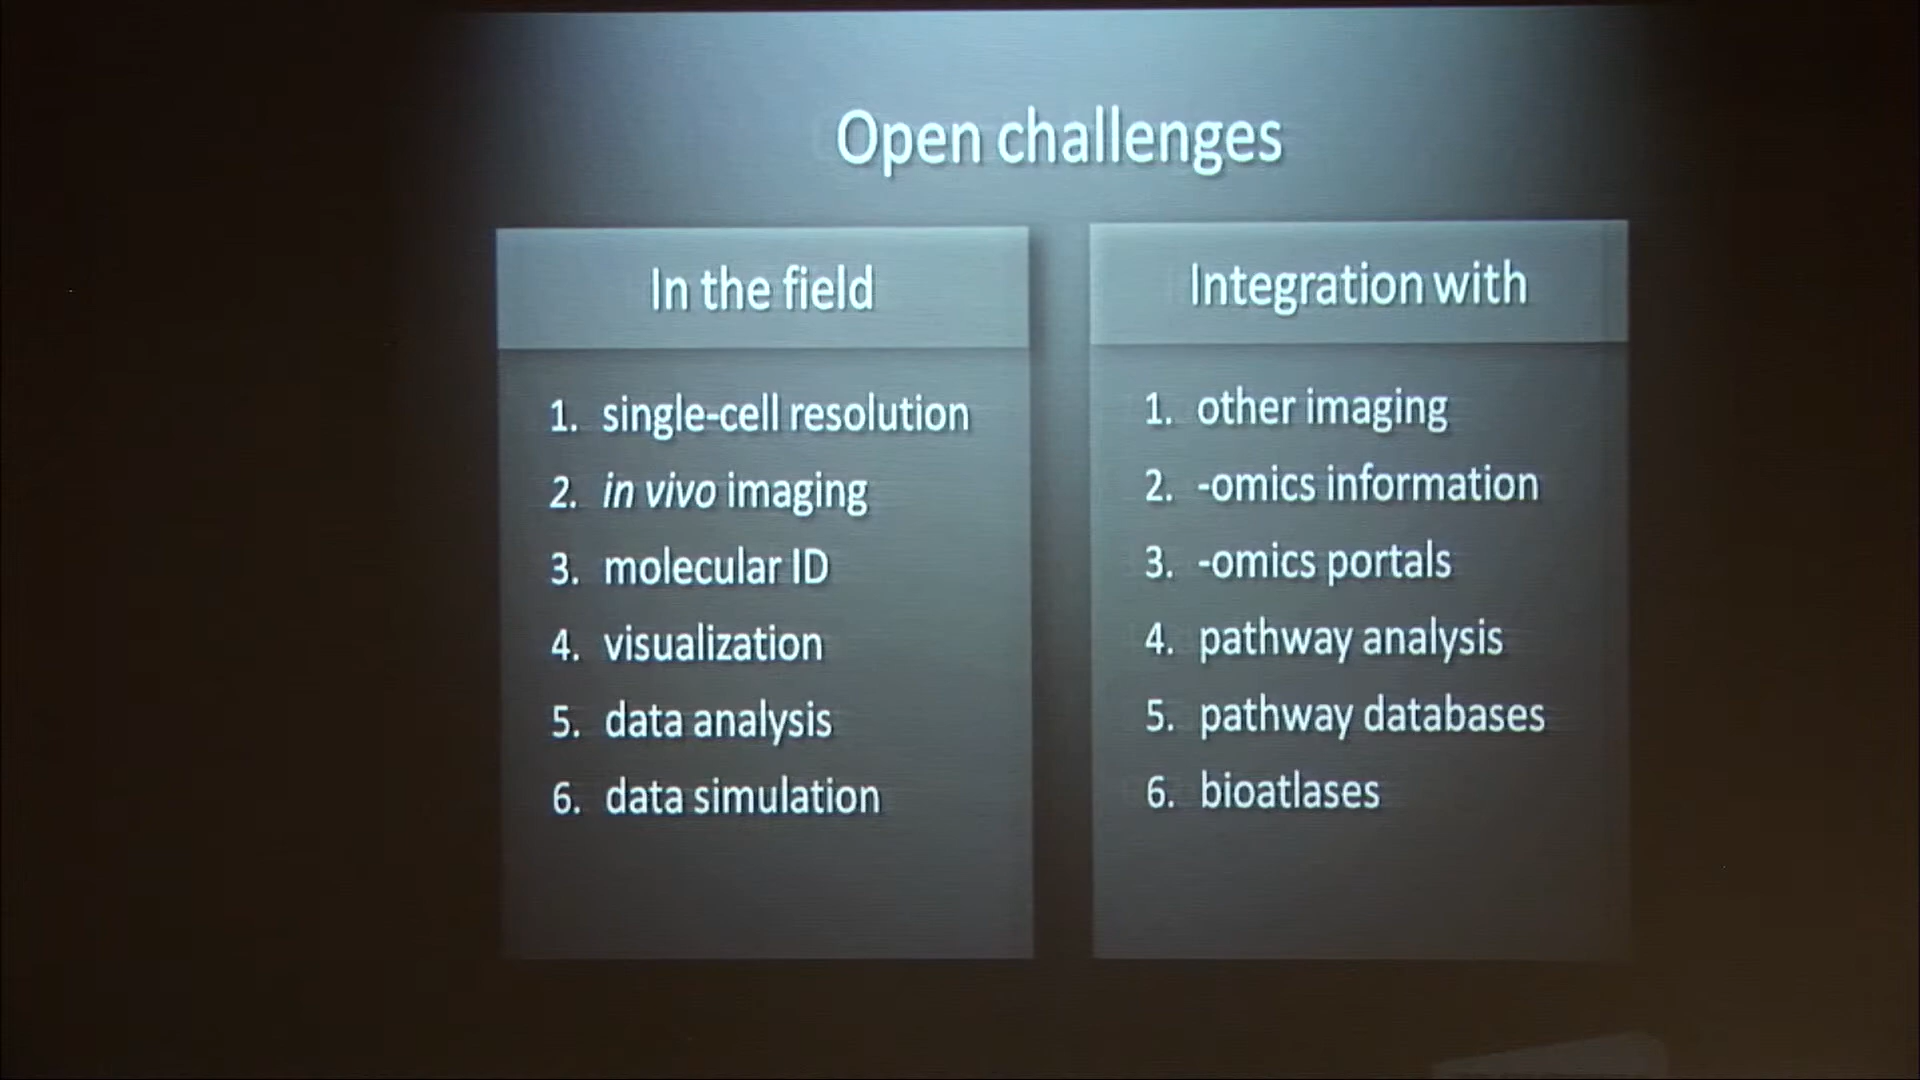 Open challenges
In the field
1. single-cell resolution
2. in vivo imaging
3. molecular ID
4. visualization
5. data analysis
6. data simulation
Integration with
1. other imaging
2. -omics information
3. -omics portals
4. pathway analysis
5. pathway databases
6. bioatlases